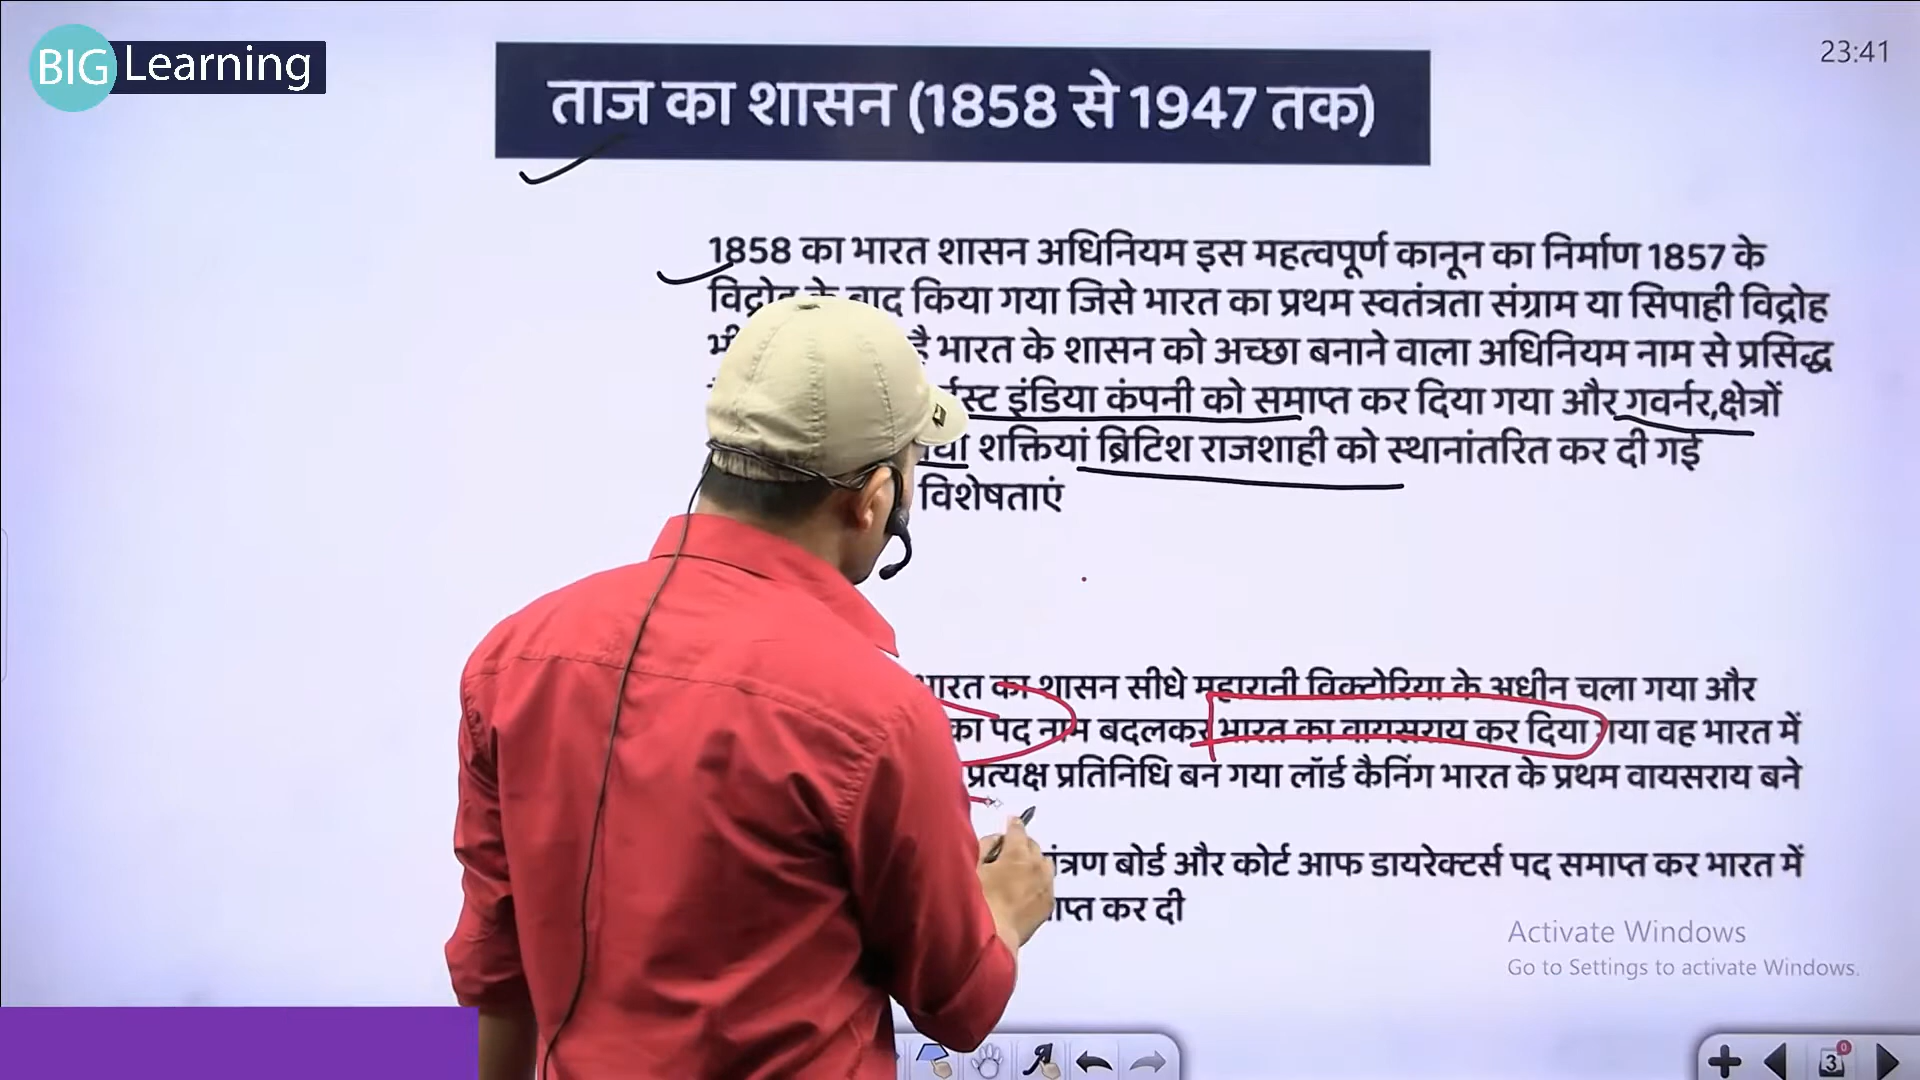 BIG Learning
23:41
ताज का शासन (1858 से 1947 तक)
1858 का भारत शासन अधिनियम इस महत्वपूर्ण कानून का निर्माण 1857 के
विद्रोह के बाद किया गया जिसे भारत का प्रथम स्वतंत्रता संग्राम या सिपाही विद्रोह
है भारत के शासन को अच्छा बनाने वाला अधिनियम नाम से प्रसिद्ध
इंडिया कंपनी को समाप्त कर दिया गया और गवर्नर,क्षेत्रों
शक्तियां ब्रिटिश राजशाही को स्थानांतरित कर दी गई
विशेषताएं
का शासन सीधे महारानी विक्टोरिया के अधीन चला गया और
का पद नाम बदलकर भारत का वायसराय कर दिया गया वह भारत में
प्रत्यक्ष प्रतिनिधि बन गया लॉर्ड कैनिंग भारत के प्रथम वायसराय बने
बोर्ड और कोर्ट आफ डायरेक्टर्स पद समाप्त कर भारत में
कर दी
Activate Windows
Go to Settings to activate Windows.
3